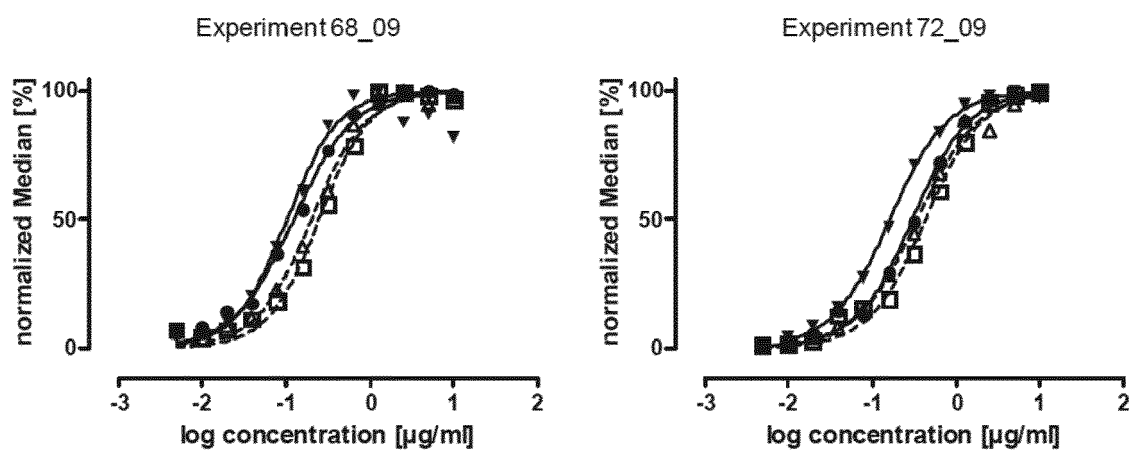 Experiment 68_09
Experiment 72_09
normalized Median [%]
100
50
0
-3 -2 -1 0 1 2
log concentration [µg/ml]
normalized Median [%]
100
50
0
-3 -2 -1 0 1 2
log concentration [µg/ml]